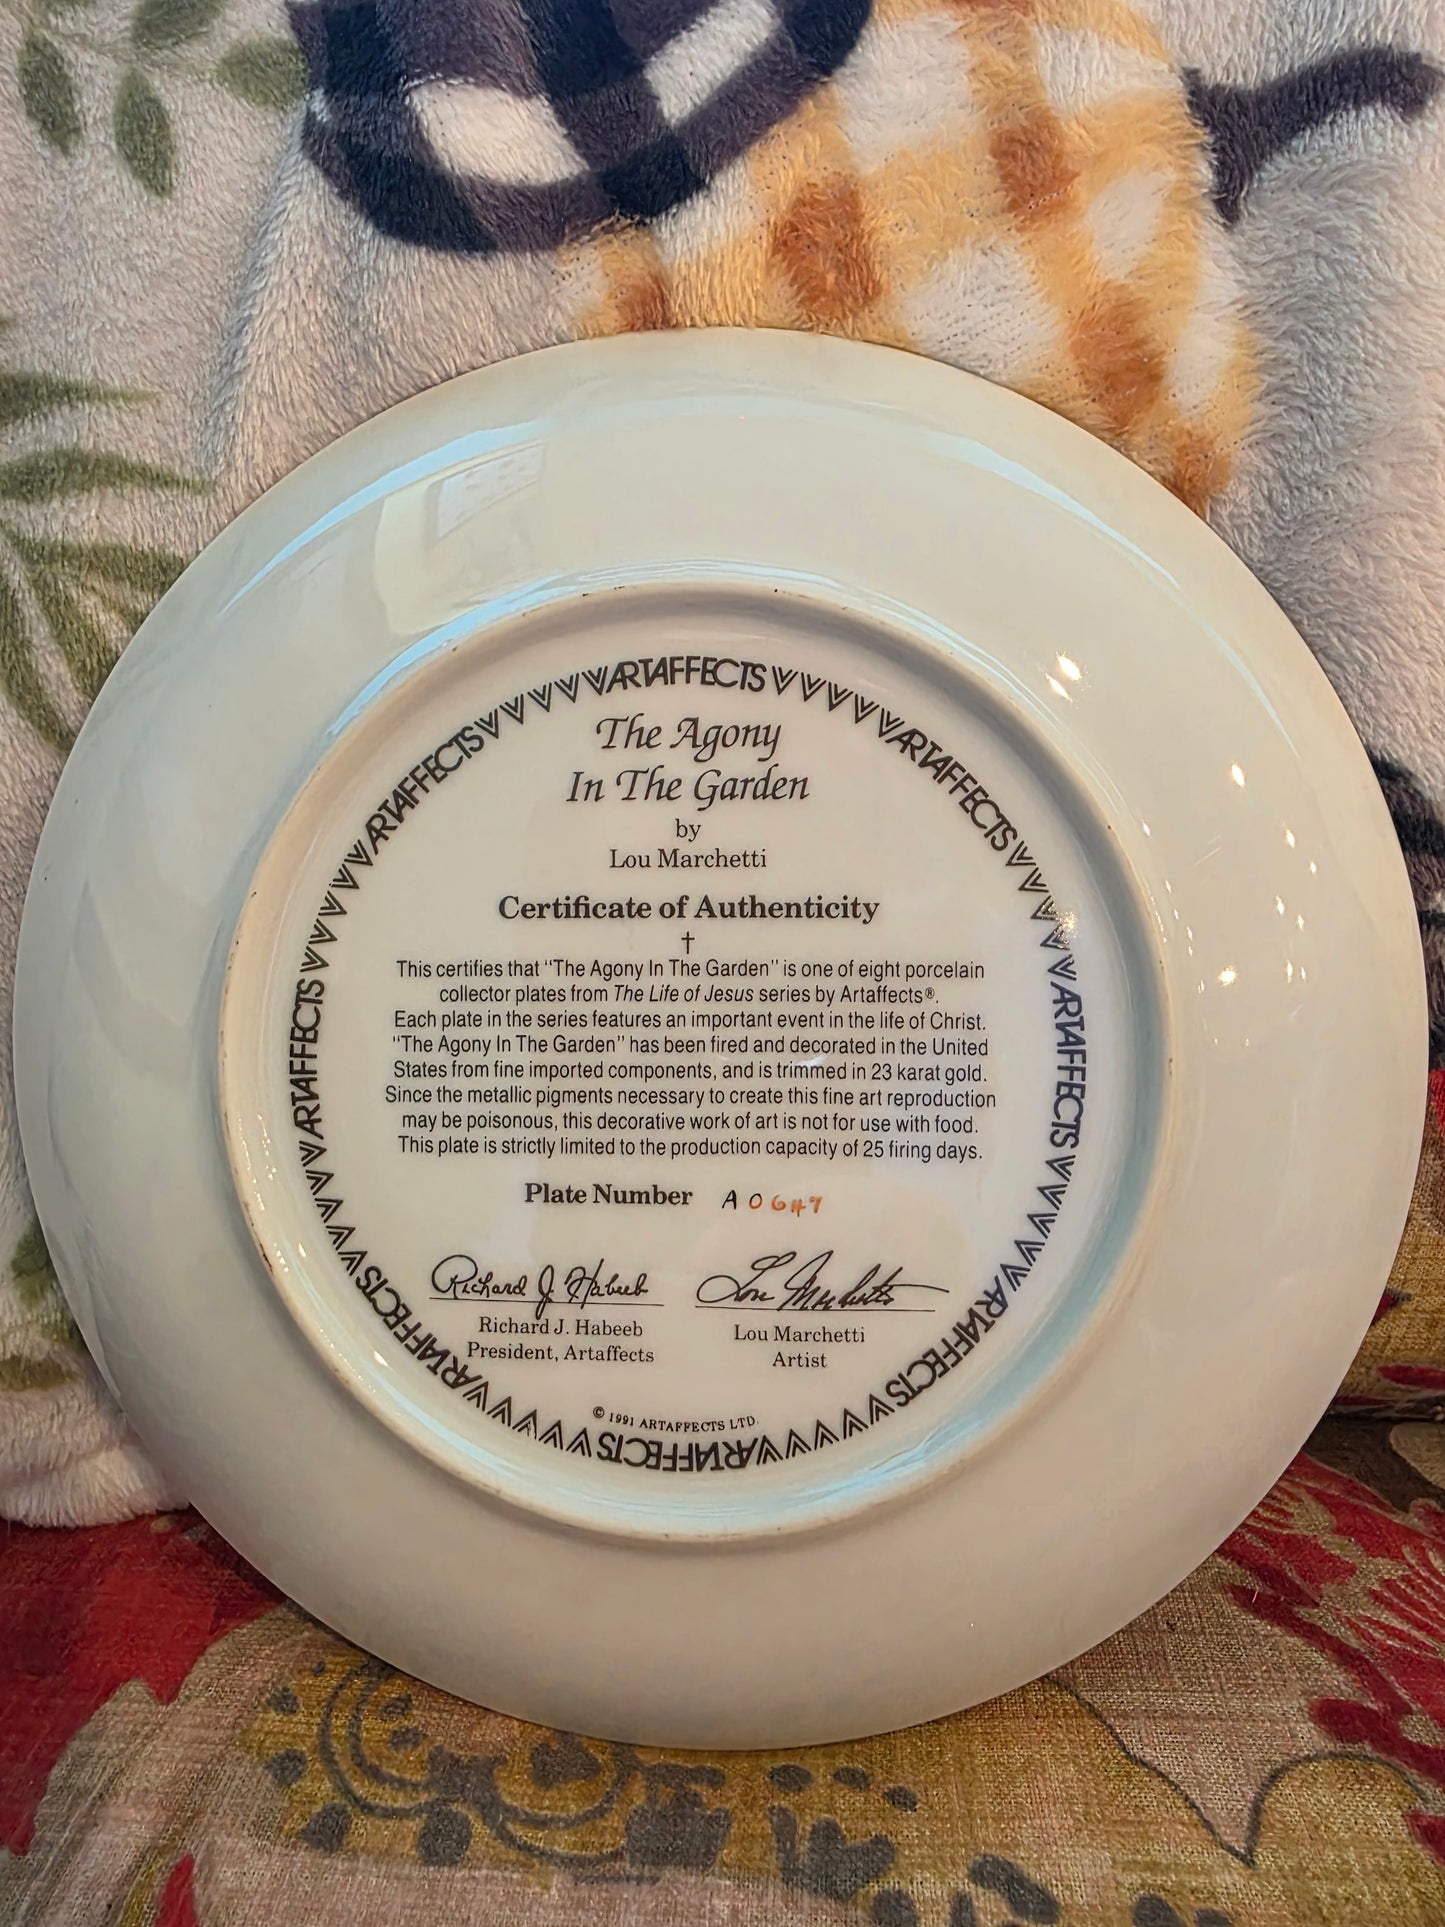 ARTAFFECTS
ARTAFFECTS
ARTAFFECTS
ARTAFFECTS
ARTAFFECTS
ARTAFFECTS
ARTAFFECTS
ARTAFFECTS
The Agony
In The Garden
by
Lou Marchetti
Certificate of Authenticity
†
This certifies that "The Agony In The Garden" is one of eight porcelain
collector plates from The Life of Jesus series by Artaffects®.
Each plate in the series features an important event in the life of Christ.
"The Agony In The Garden" has been fired and decorated in the United
States from fine imported components, and is trimmed in 23 karat gold.
Since the metallic pigments necessary to create this fine art reproduction
may be poisonous, this decorative work of art is not for use with food.
This plate is strictly limited to the production capacity of 25 firing days.
Plate Number A0647
Richard J. Habeeb Lou Marchetti
Richard J. Habeeb Lou Marchetti
President, Artaffects Artist
© 1991 ARTAFFECTS LTD.